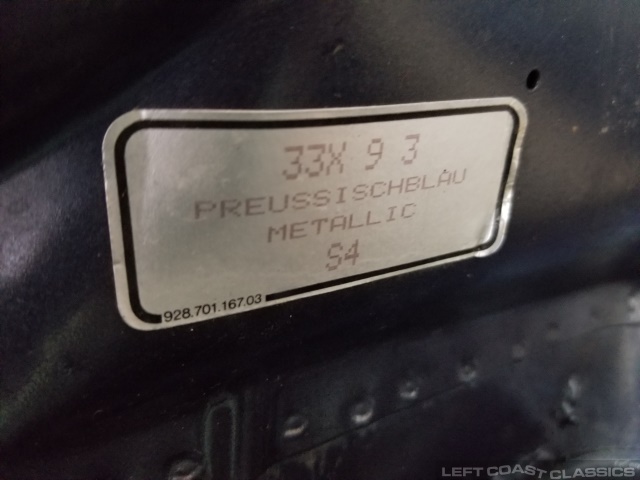 33X 9 3
PREUSSISCHBLAU
METALLIC
S4
928.701.167.03
LEFT COAST CLASSICS